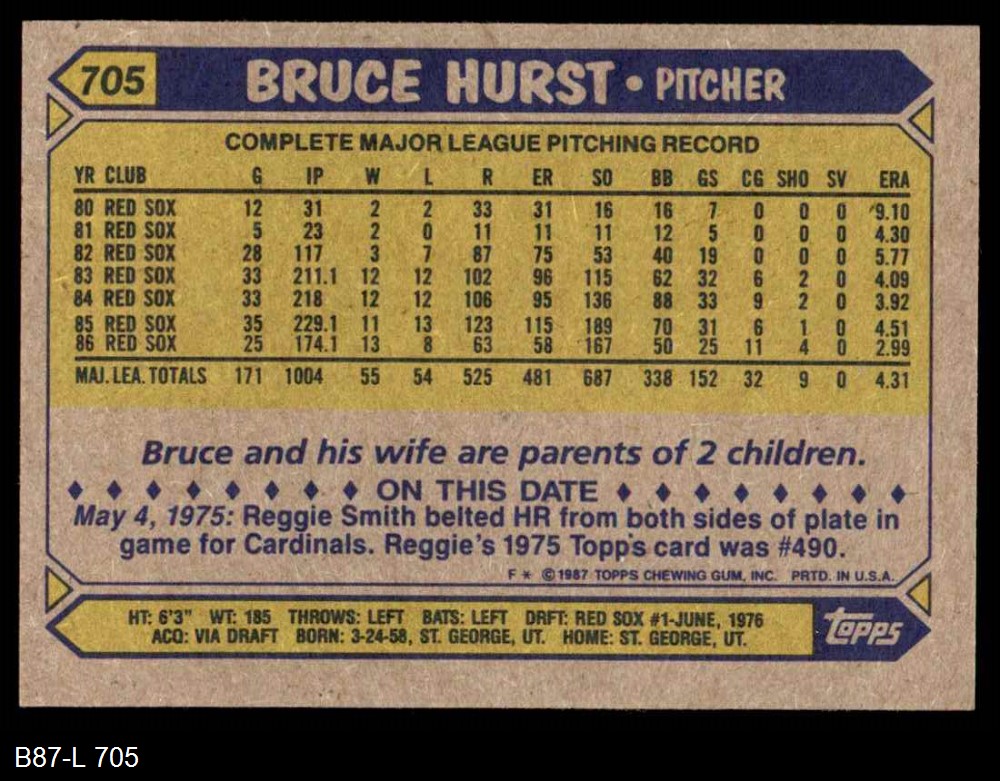 705 BRUCE HURST • PITCHER
COMPLETE MAJOR LEAGUE PITCHING RECORD
YR CLUB G IP W L R ER SO BB GS CG SHO SV ERA
80 RED SOX 12 31 2 2 33 31 16 16 7 0 0 0 9.10
81 RED SOX 5 23 2 0 11 11 11 12 5 0 0 0 4.30
82 RED SOX 28 117 3 7 87 75 53 40 19 0 0 0 5.77
83 RED SOX 33 211.1 12 12 102 96 115 62 32 6 2 0 4.09
84 RED SOX 33 218 12 12 106 95 136 88 33 9 2 0 3.92
85 RED SOX 35 229.1 11 13 123 115 189 70 31 6 1 0 4.51
86 RED SOX 25 174.1 13 8 63 58 167 50 25 11 4 0 2.99
MAJ. LEA. TOTALS 171 1004 55 54 525 481 687 338 152 32 9 0 4.31
Bruce and his wife are parents of 2 children.
♦ ♦ ♦ ♦ ♦ ♦ ♦ ♦ ON THIS DATE ♦ ♦ ♦ ♦ ♦ ♦ ♦ ♦
May 4, 1975: Reggie Smith belted HR from both sides of plate in
game for Cardinals. Reggie's 1975 Topps card was #490.
F * ©1987 TOPPS CHEWING GUM, INC. PRTD. IN U.S.A.
HT: 6'3" WT: 185 THROWS: LEFT BATS: LEFT DRFT: RED SOX #1-JUNE, 1976
ACQ: VIA DRAFT BORN: 3-24-58, ST. GEORGE, UT. HOME: ST. GEORGE, UT.
topps
B87-L 705